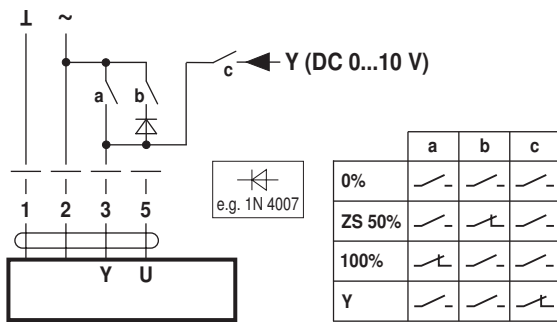 ⊥ ~
c Y (DC 0...10 V)
a b
1 2 3 5
e.g. 1N 4007
Y U
a b c
0%
ZS 50%
100%
Y